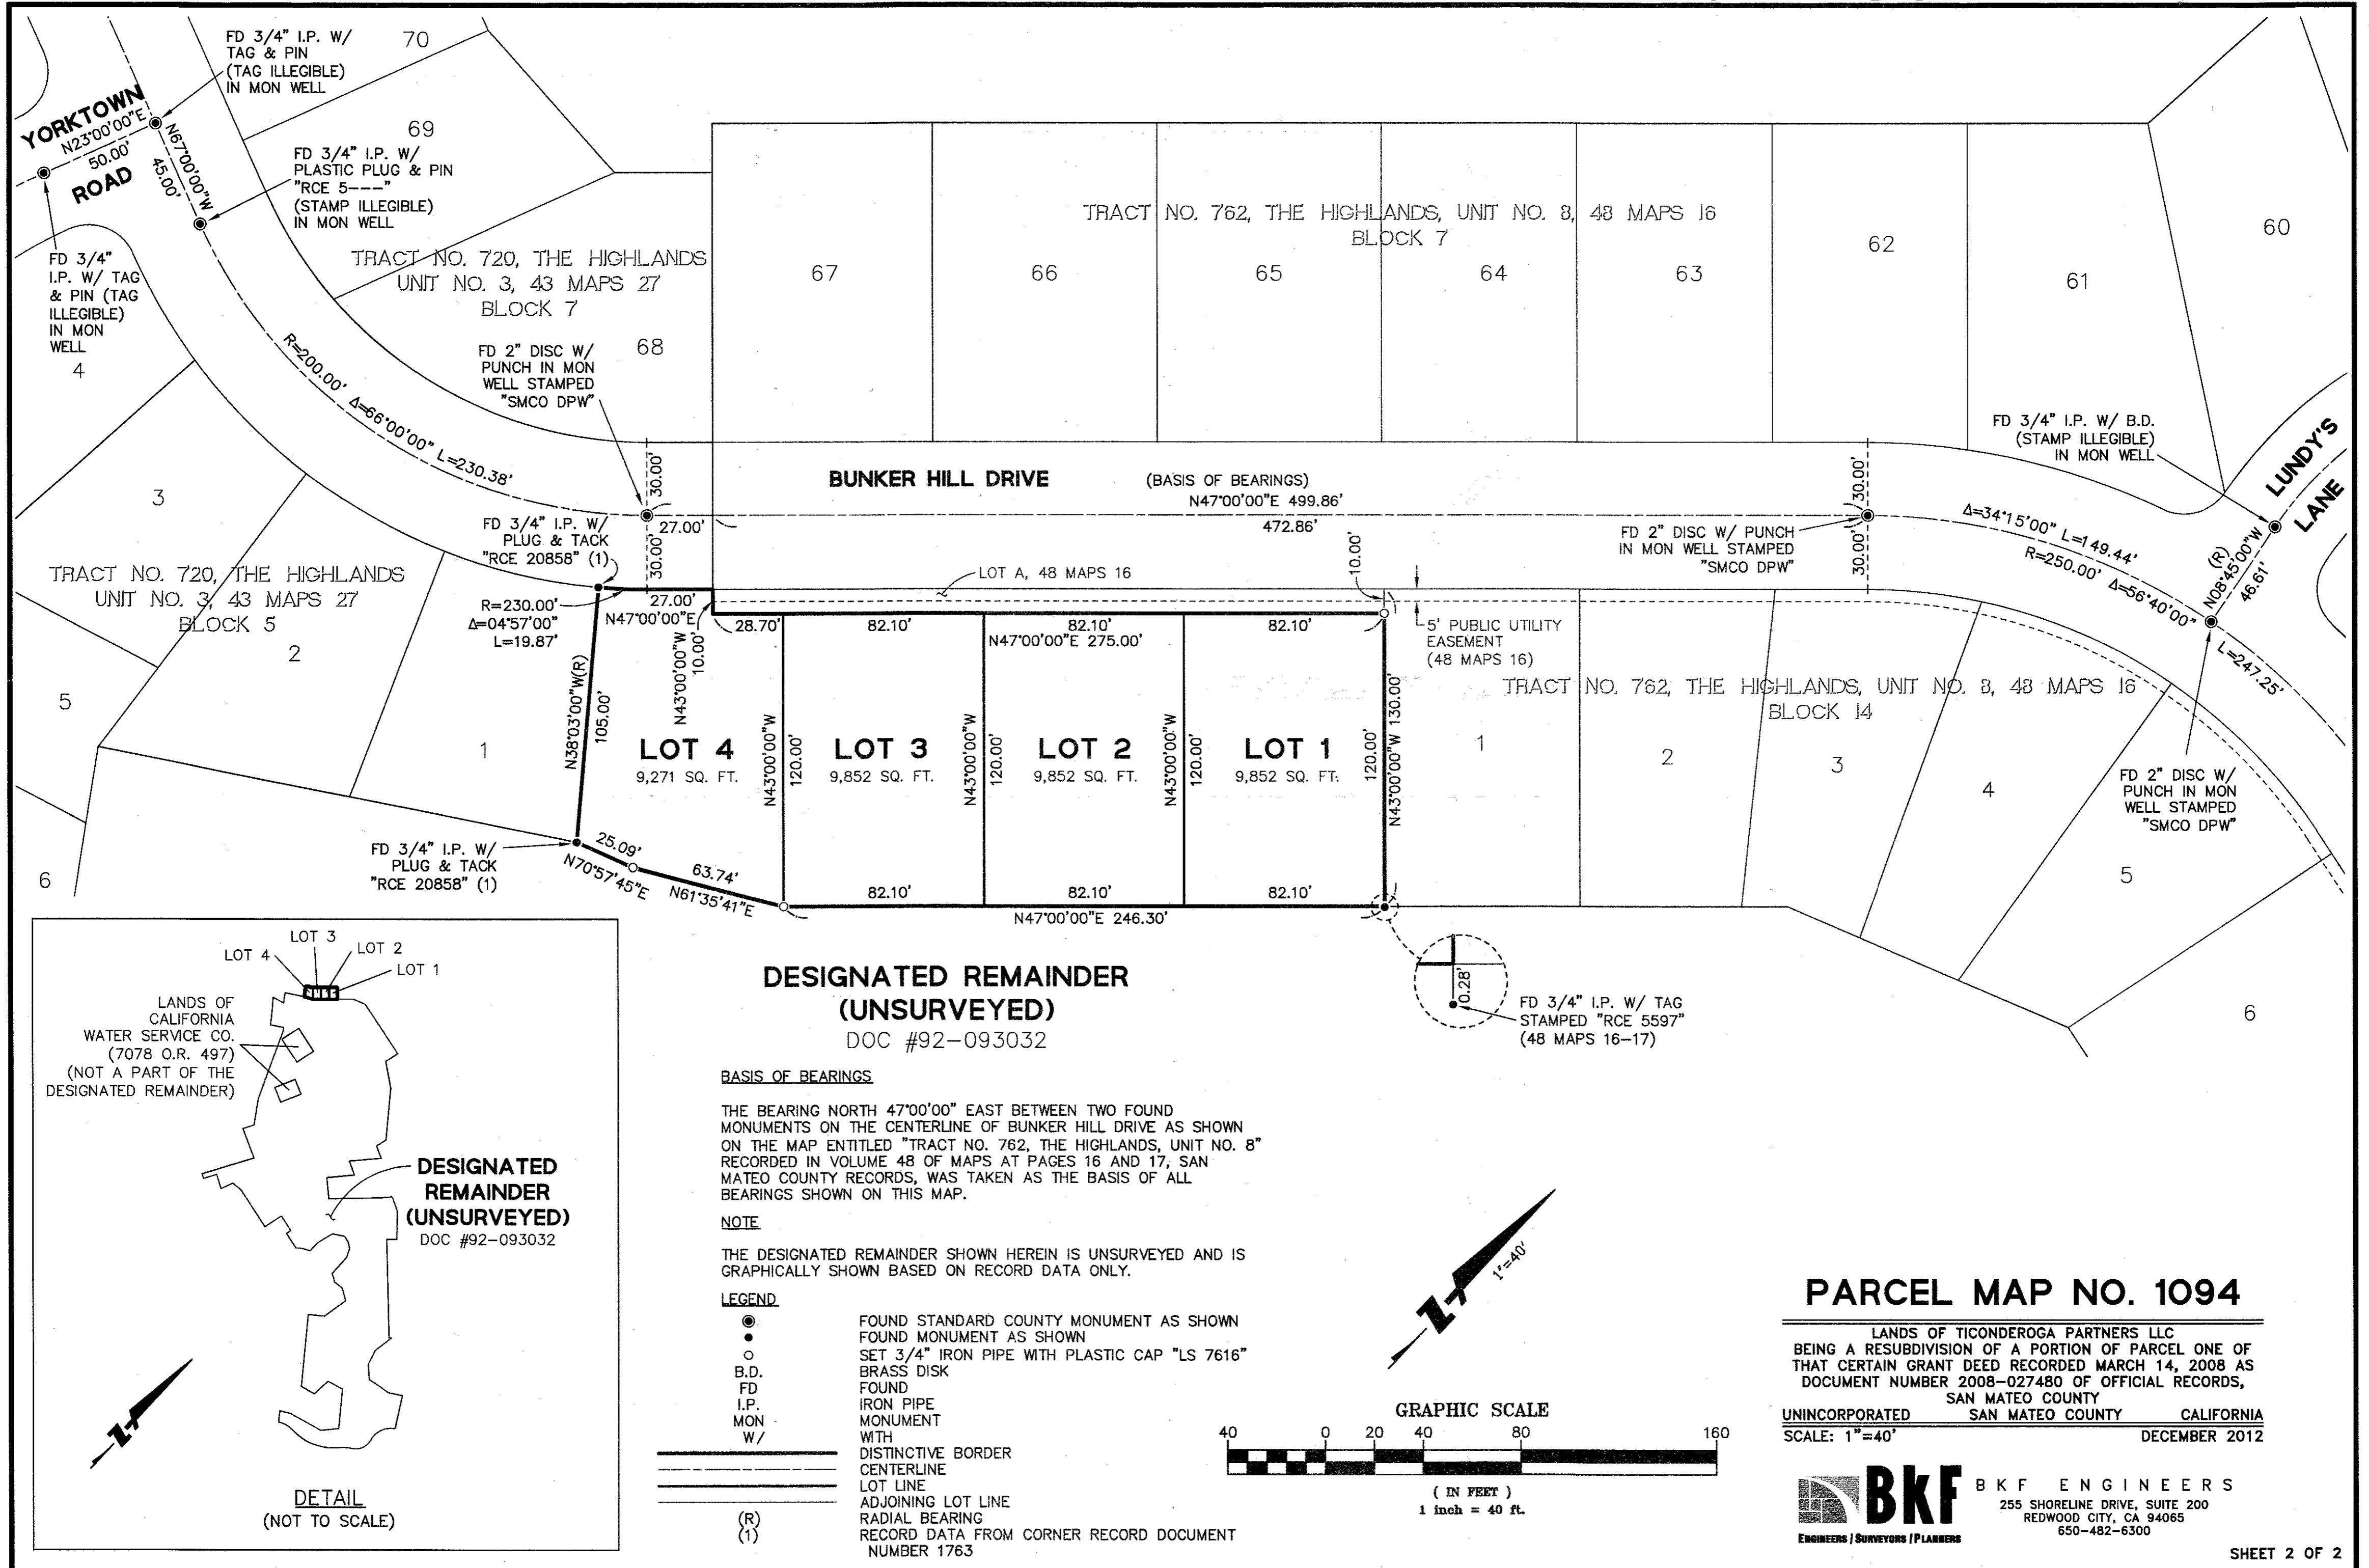 FD 3/4" I.P. W/
TAG & PIN
(TAG ILLEGIBLE)
IN MON WELL
70
YORKTOWN
N23°00'00"E
50.00'
ROAD
N67°00'00"W
45.00'
69
FD 3/4" I.P. W/
PLASTIC PLUG & PIN
"RCE 5---"
(STAMP ILLEGIBLE)
IN MON WELL
FD 3/4"
I.P. W/ TAG
& PIN (TAG
ILLEGIBLE)
IN MON
WELL
4
TRACT NO. 720, THE HIGHLANDS
UNIT NO. 3, 43 MAPS 27
BLOCK 7
68
FD 2" DISC W/
PUNCH IN MON
WELL STAMPED
"SMCO DPW"
R=200.00' Δ=66°00'00" L=230.38'
TRACT NO. 762, THE HIGHLANDS, UNIT NO. 8, 48 MAPS 16
BLOCK 7
67
66
65
64
63
62
61
60
FD 3/4" I.P. W/ B.D.
(STAMP ILLEGIBLE)
IN MON WELL
LUNDY'S
LANE
BUNKER HILL DRIVE
(BASIS OF BEARINGS)
N47°00'00"E 499.86'
472.86'
30.00'
27.00'
30.00'
30.00'
30.00'
FD 2" DISC W/ PUNCH
IN MON WELL STAMPED
"SMCO DPW"
Δ=34°15'00" L=149.44'
R=250.00' Δ=56°40'00"
L=247.25'
(R)
N08°45'00"W
46.61'
3
FD 3/4" I.P. W/
PLUG & TACK
"RCE 20858" (1)
TRACT NO. 720, THE HIGHLANDS
UNIT NO. 3, 43 MAPS 27
BLOCK 5
2
5
1
6
R=230.00'
Δ=04°57'00"
L=19.87'
27.00'
N47°00'00"E
N43°00'00"W
10.00'
LOT A, 48 MAPS 16
10.00'
28.70'
82.10'
82.10'
82.10'
N47°00'00"E 275.00'
5' PUBLIC UTILITY
EASEMENT
(48 MAPS 16)
N38°03'00"W(R)
105.00'
LOT 4
9,271 SQ. FT.
N43°00'00"W
120.00'
LOT 3
9,852 SQ. FT.
N43°00'00"W
120.00'
LOT 2
9,852 SQ. FT.
N43°00'00"W
120.00'
LOT 1
9,852 SQ. FT.
120.00'
N43°00'00"W 130.00'
TRACT NO. 762, THE HIGHLANDS, UNIT NO. 8, 48 MAPS 16
BLOCK 14
1
2
3
4
5
6
FD 2" DISC W/
PUNCH IN MON
WELL STAMPED
"SMCO DPW"
FD 3/4" I.P. W/
PLUG & TACK
"RCE 20858" (1)
25.09'
N70°57'45"E
63.74'
N61°35'41"E
82.10'
82.10'
82.10'
N47°00'00"E 246.30'
0.28'
FD 3/4" I.P. W/ TAG
STAMPED "RCE 5597"
(48 MAPS 16-17)
DESIGNATED REMAINDER
(UNSURVEYED)
DOC #92-093032
LOT 3
LOT 4
LOT 2
LOT 1
LANDS OF
CALIFORNIA
WATER SERVICE CO.
(7078 O.R. 497)
(NOT A PART OF THE
DESIGNATED REMAINDER)
DESIGNATED
REMAINDER
(UNSURVEYED)
DOC #92-093032
N
DETAIL
(NOT TO SCALE)
BASIS OF BEARINGS
THE BEARING NORTH 47°00'00" EAST BETWEEN TWO FOUND
MONUMENTS ON THE CENTERLINE OF BUNKER HILL DRIVE AS SHOWN
ON THE MAP ENTITLED "TRACT NO. 762, THE HIGHLANDS, UNIT NO. 8"
RECORDED IN VOLUME 48 OF MAPS AT PAGES 16 AND 17, SAN
MATEO COUNTY RECORDS, WAS TAKEN AS THE BASIS OF ALL
BEARINGS SHOWN ON THIS MAP.
NOTE
THE DESIGNATED REMAINDER SHOWN HEREIN IS UNSURVEYED AND IS
GRAPHICALLY SHOWN BASED ON RECORD DATA ONLY.
LEGEND
FOUND STANDARD COUNTY MONUMENT AS SHOWN
FOUND MONUMENT AS SHOWN
SET 3/4" IRON PIPE WITH PLASTIC CAP "LS 7616"
B.D. BRASS DISK
FD FOUND
I.P. IRON PIPE
MON MONUMENT
W/ WITH
DISTINCTIVE BORDER
CENTERLINE
LOT LINE
ADJOINING LOT LINE
(R) RADIAL BEARING
(1) RECORD DATA FROM CORNER RECORD DOCUMENT
NUMBER 1763
N
1"=40'
GRAPHIC SCALE
40 0 20 40 80 160
( IN FEET )
1 inch = 40 ft.
PARCEL MAP NO. 1094
LANDS OF TICONDEROGA PARTNERS LLC
BEING A RESUBDIVISION OF A PORTION OF PARCEL ONE OF
THAT CERTAIN GRANT DEED RECORDED MARCH 14, 2008 AS
DOCUMENT NUMBER 2008-027480 OF OFFICIAL RECORDS,
SAN MATEO COUNTY
UNINCORPORATED SAN MATEO COUNTY CALIFORNIA
SCALE: 1"=40' DECEMBER 2012
BKF
ENGINEERS / SURVEYORS / PLANNERS
BKF ENGINEERS
255 SHORELINE DRIVE, SUITE 200
REDWOOD CITY, CA 94065
650-482-6300
SHEET 2 OF 2